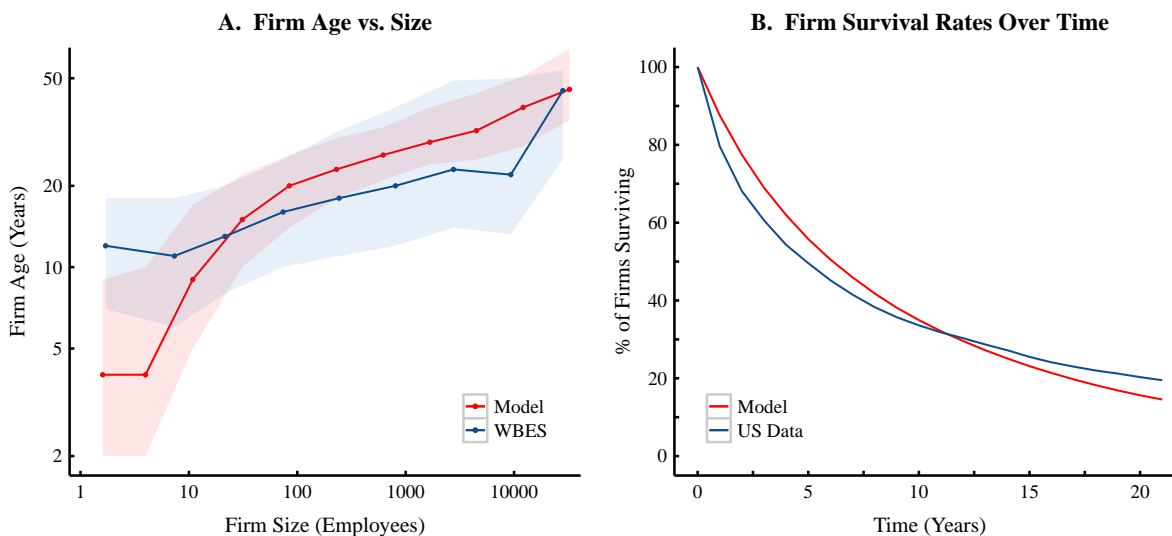 A.  Firm Age vs. Size
50
20
10
5
2
Firm Age (Years)
Model
WBES
1
10
100
1000
10000
Firm Size (Employees)
B.  Firm Survival Rates Over Time
100
80
60
40
20
0
% of Firms Surviving
Model
US Data
0
5
10
15
20
Time (Years)